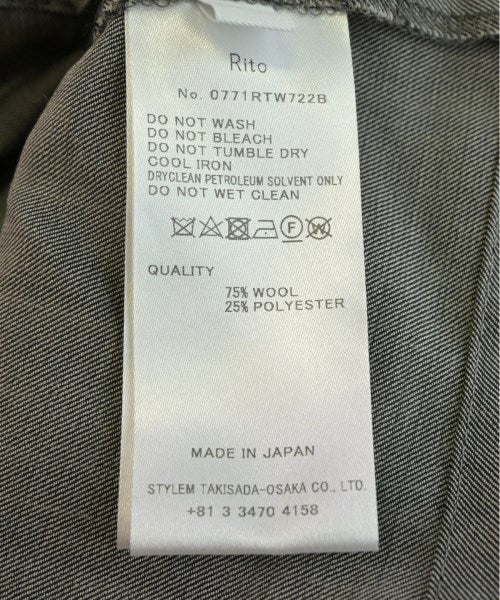 Rito
No. 0771RTW722B
DO NOT WASH
DO NOT BLEACH
DO NOT TUMBLE DRY
COOL IRON
DRYCLEAN PETROLEUM SOLVENT ONLY
DO NOT WET CLEAN
F W
QUALITY
75% WOOL
25% POLYESTER
MADE IN JAPAN
STYLEM TAKISADA-OSAKA CO., LTD.
+81 3 3470 4158